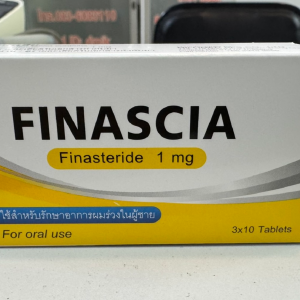 FINASCIA
Finasteride 1 mg
ใช้สำหรับรักษาอาการผมร่วงในผู้ชาย
For oral use
3x10 Tablets